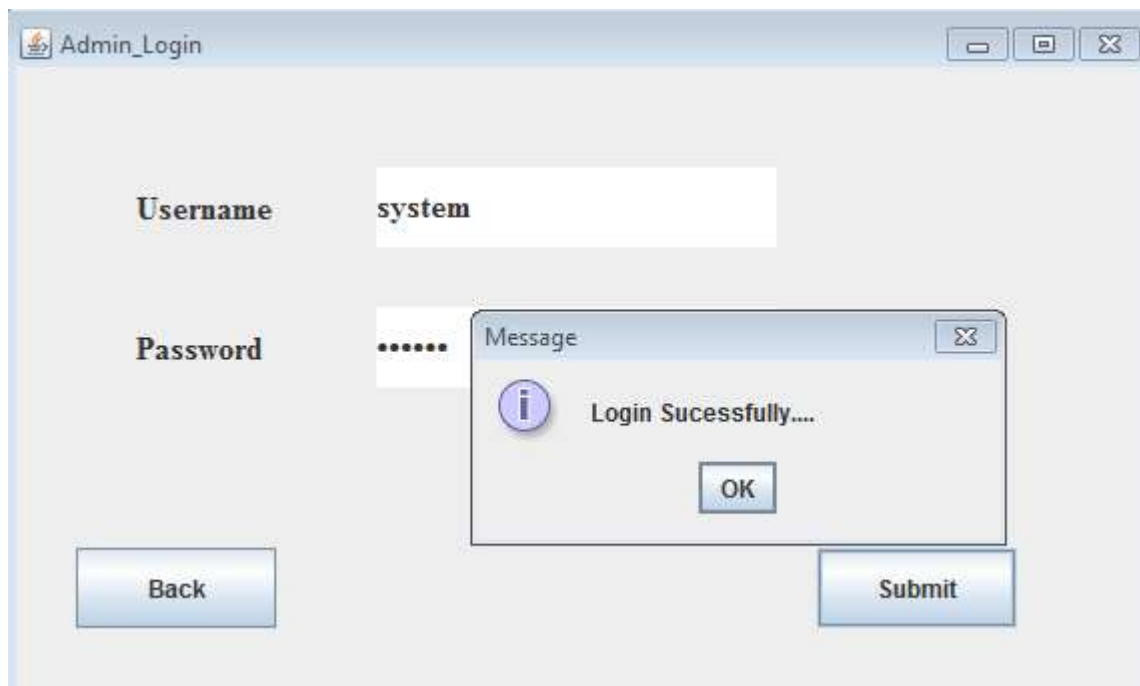 Admin_Login
Username
system
Password
••••••
Message
i
Login Sucessfully....
OK
Back
Submit